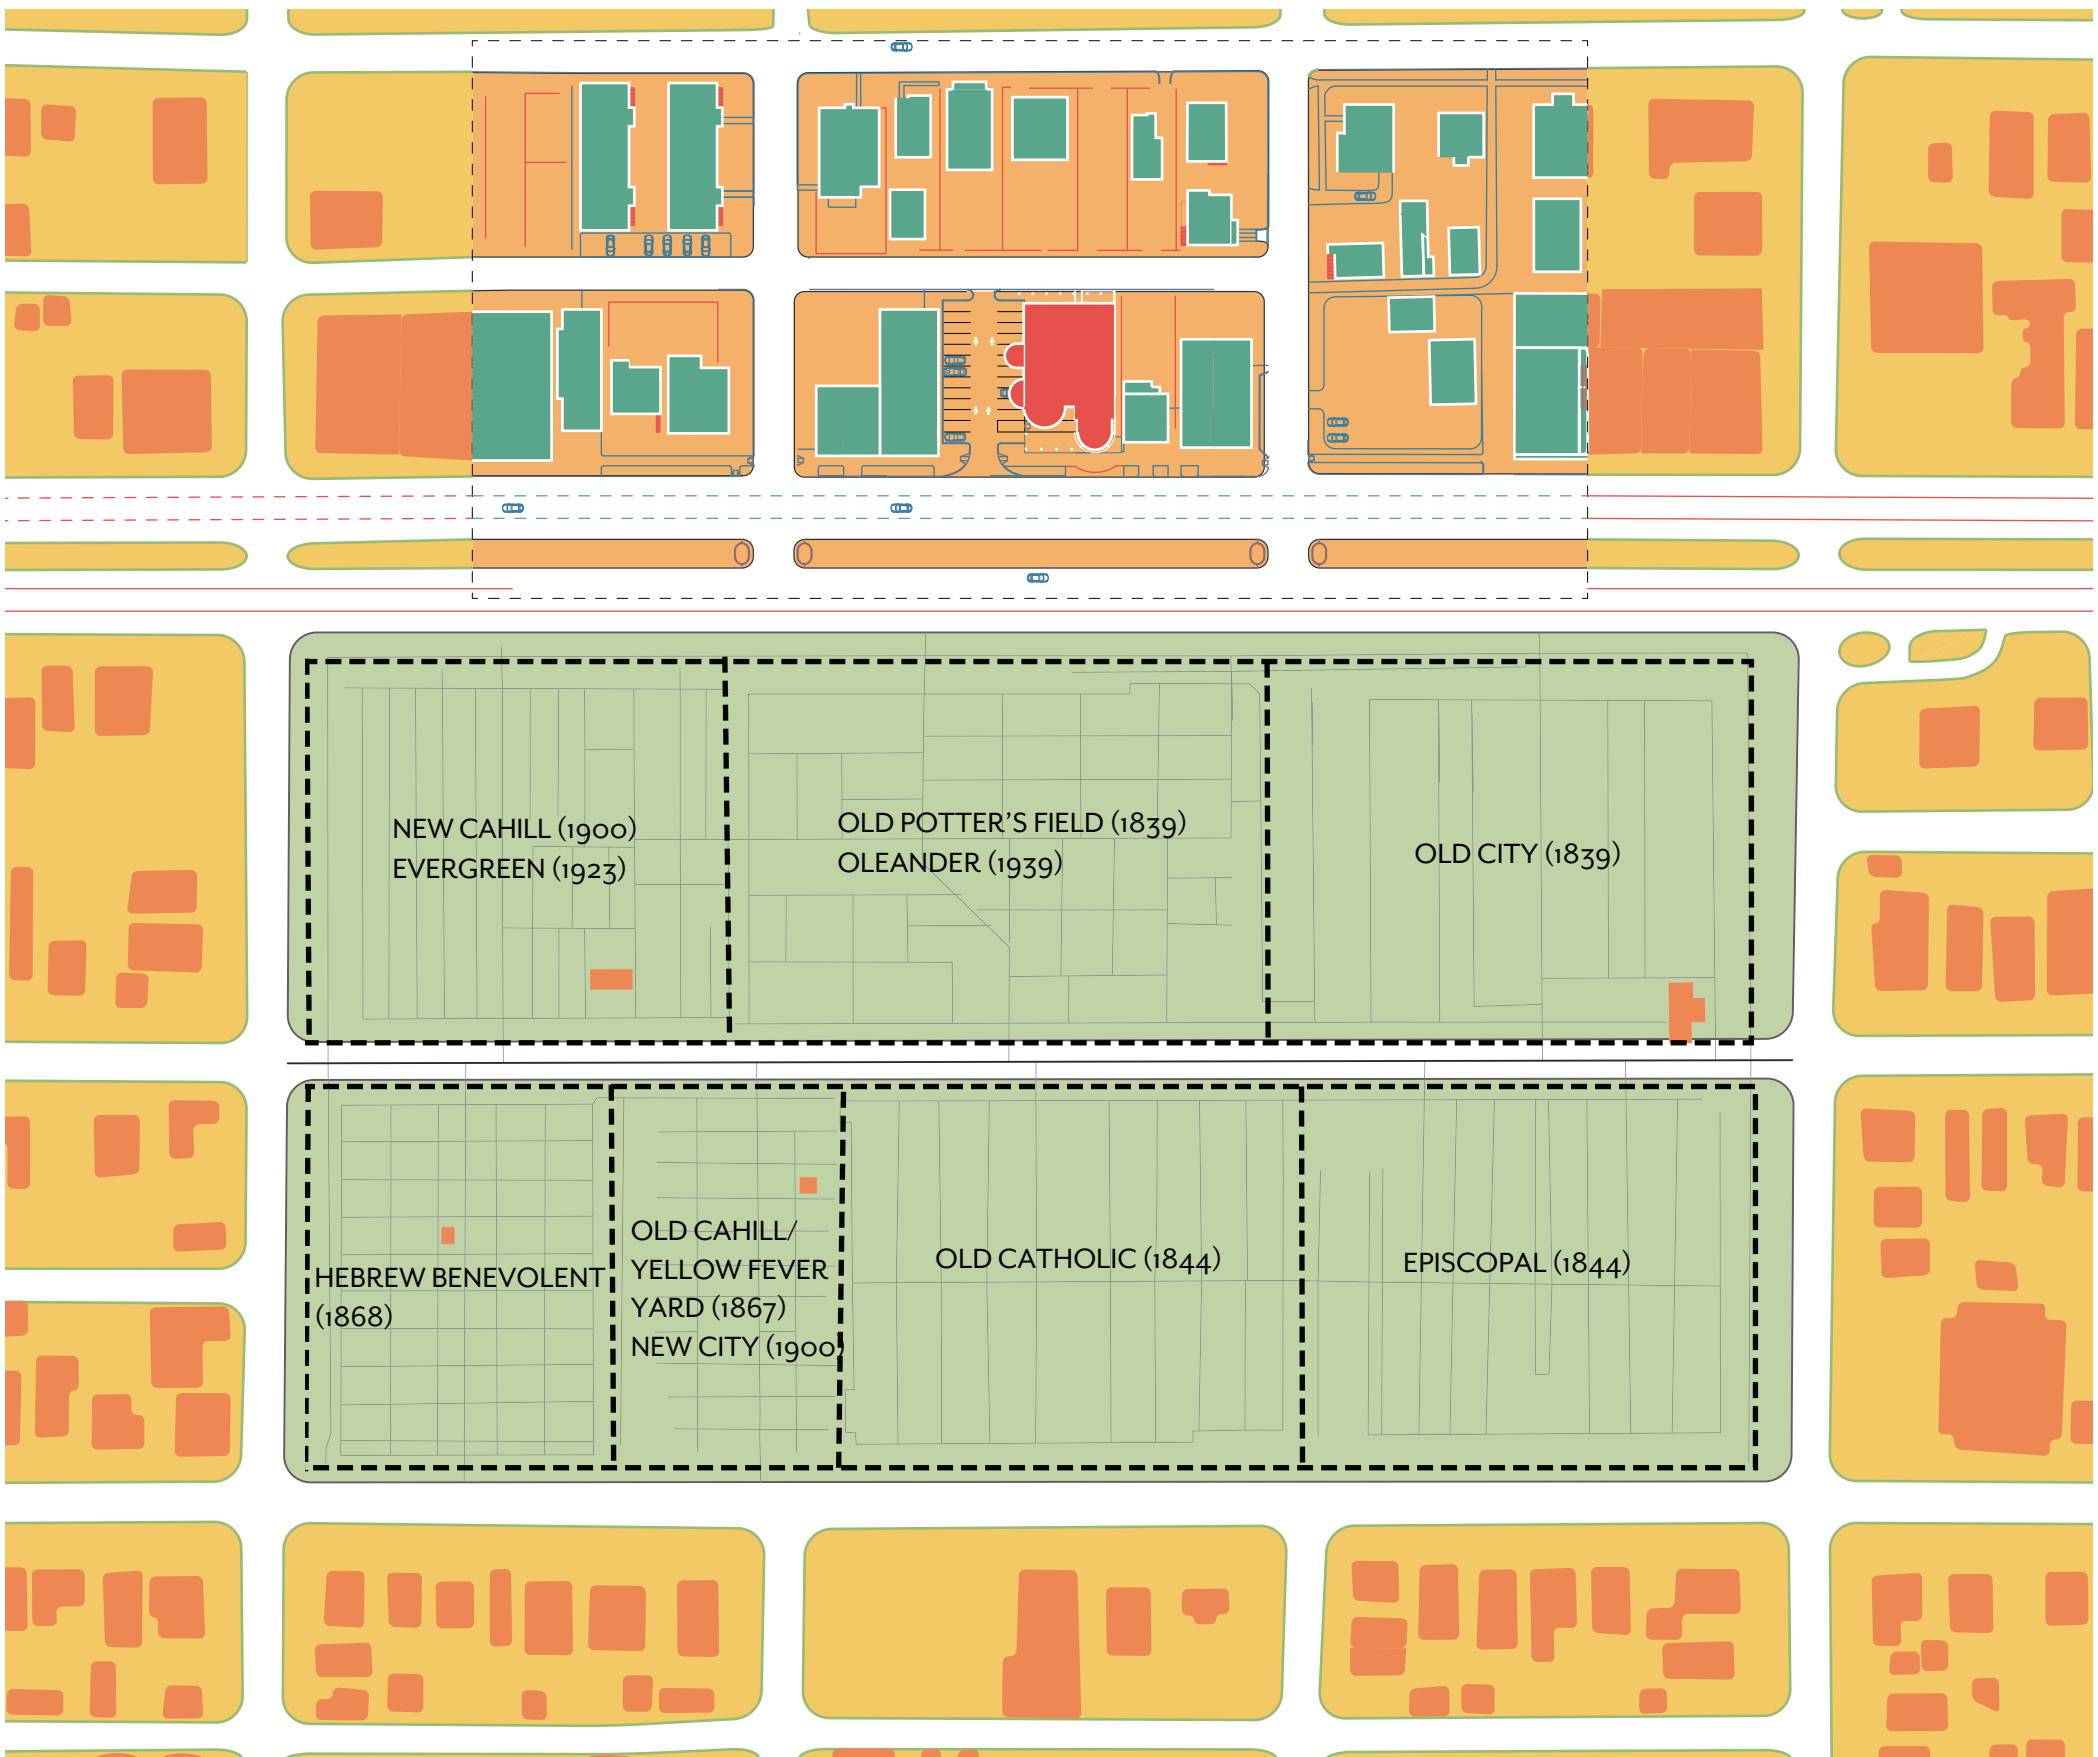 NEW CAHILL (1900)
EVERGREEN (1923)
OLD POTTER'S FIELD (1839)
OLEANDER (1939)
OLD CITY (1839)
HEBREW BENEVOLENT
(1868)
OLD CAHILL/
YELLOW FEVER
YARD (1867)
NEW CITY (1900)
OLD CATHOLIC (1844)
EPISCOPAL (1844)